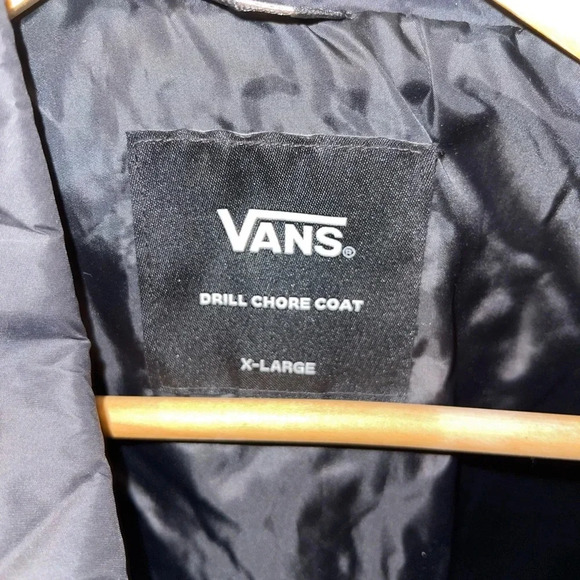 VANS®
DRILL CHORE COAT
X-LARGE